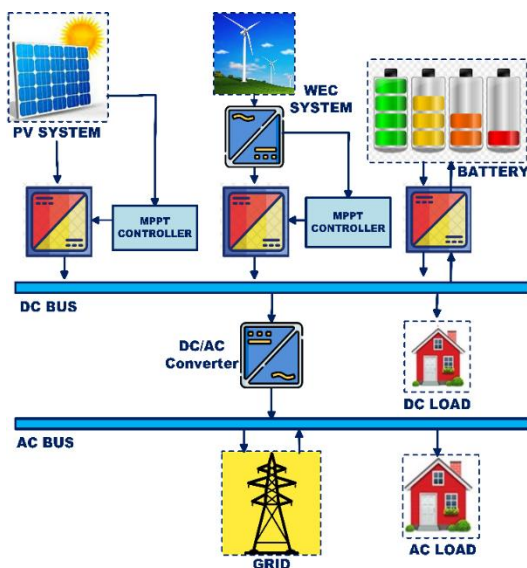 PV SYSTEM
WEC
SYSTEM
BATTERY
MPPT
CONTROLLER
MPPT
CONTROLLER
DC BUS
DC/AC
Converter
DC LOAD
AC BUS
GRID
AC LOAD